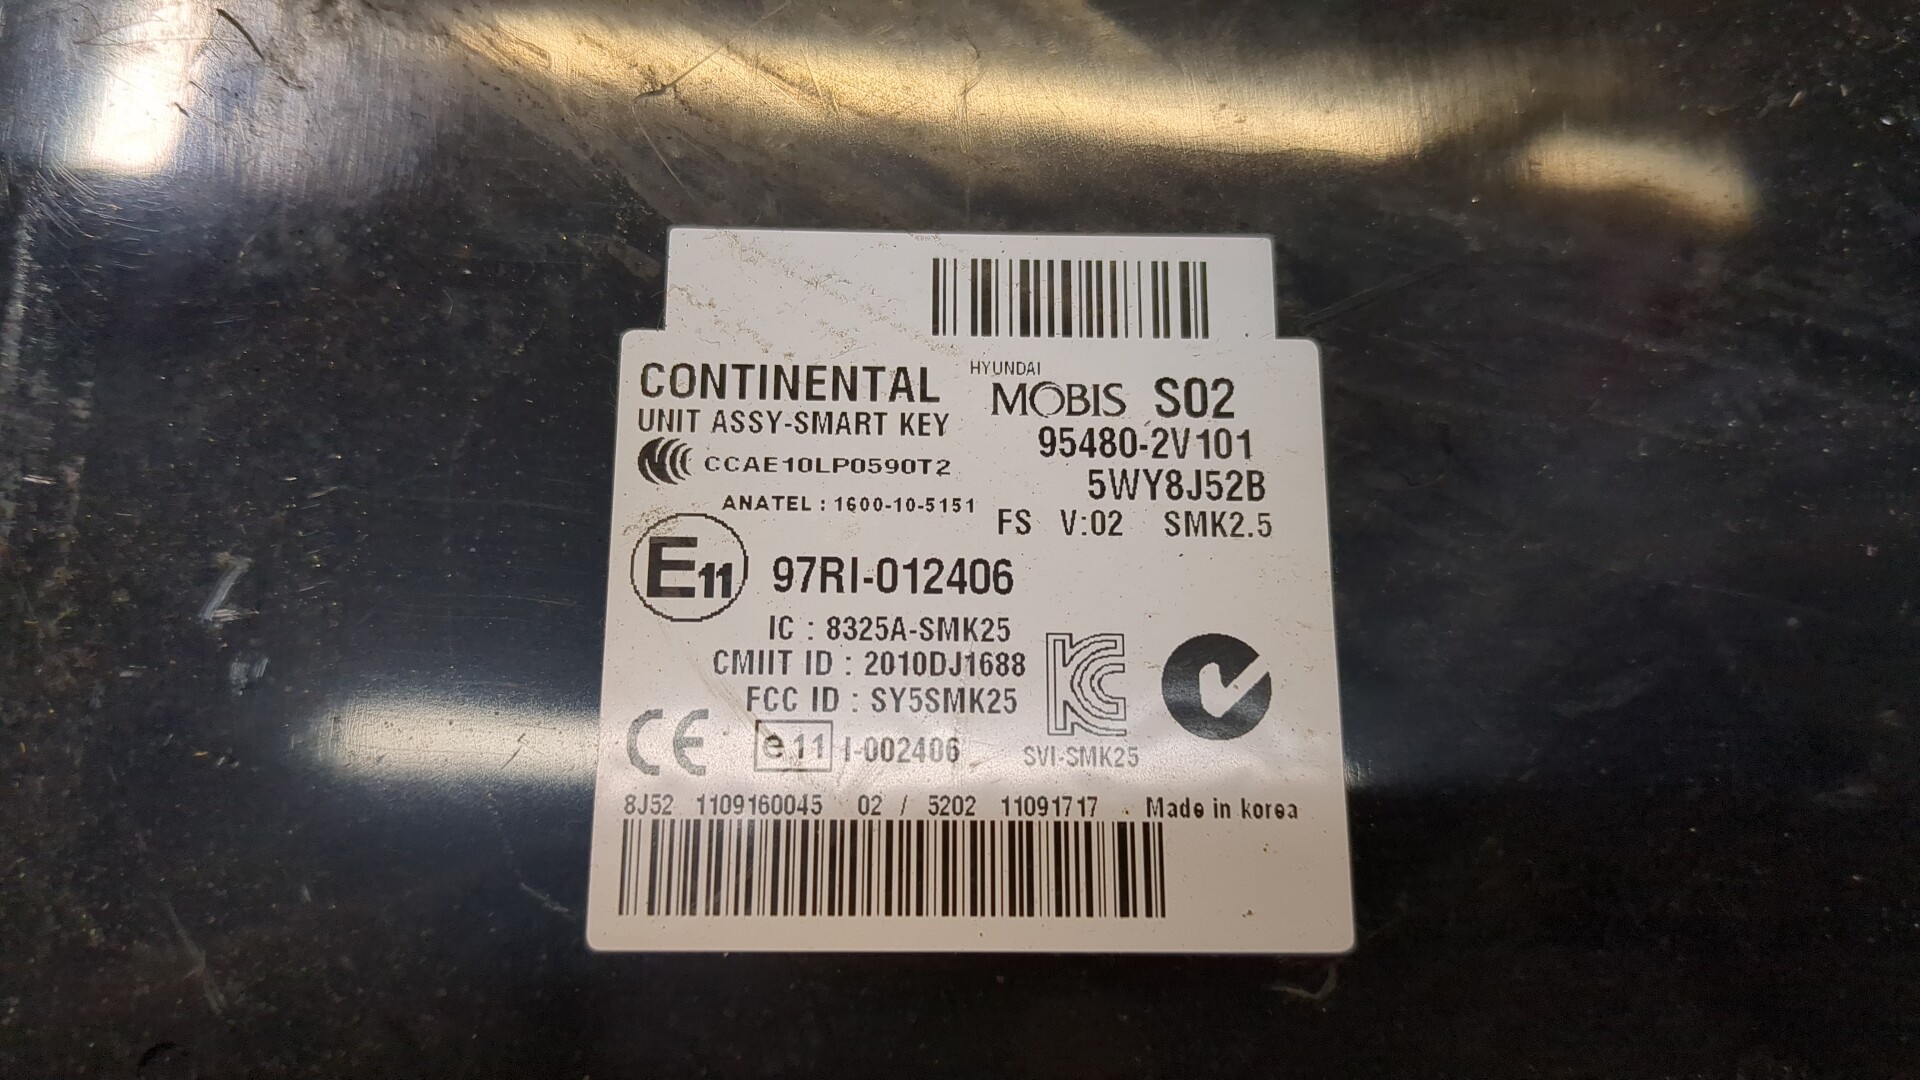 CONTINENTAL
HYUNDAI
MOBIS S02
UNIT ASSY-SMART KEY
95480-2V101
CCAE10LP0590T2
5WY8J52B
ANATEL : 1600-10-5151
FS V:02 SMK2.5
E11 97RI-012406
IC : 8325A-SMK25
CMIIT ID : 2010DJ1688
FCC ID : SY5SMK25
KC
CE e11 I-002406
SVI-SMK25
8J52 1109160045 02 / 5202 11091717 Made in korea